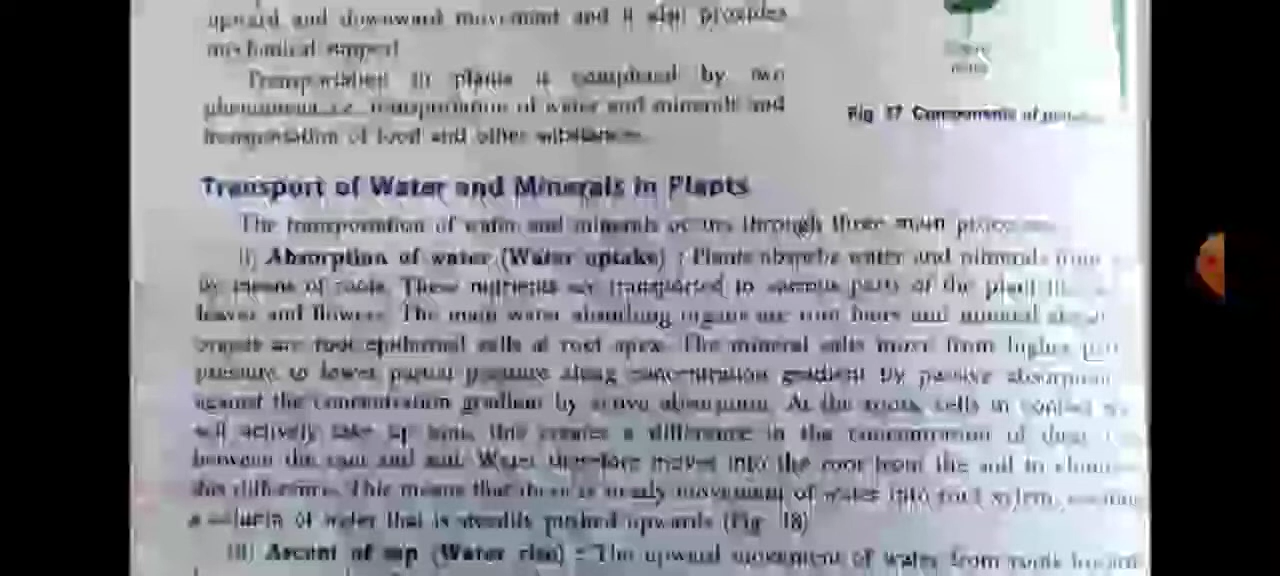 upward and downward movement and it also provides
mechanical support
Transportation in plants is completed by two
phenomena i.e. transportation of water and minerals and
transportation of food and other substances.
Fig 17 Components of
Transport of Water and Minerals in Plants
The transportation of water and minerals occurs through three main
(i) Absorption of water (Water uptake) : Plants absorbs water and minerals from
by means of roots. These nutrients are transported to various parts of the plant
leaves and flowers. The main water absorbing organs are root hairs and mineral
organs are root epidermal cells at root apex. The mineral salts move from higher
pressure to lower partial pressure along concentration gradient by passive
against the concentration gradient by active absorption. At the roots, cells in
soil actively take up ions, this creates a difference in the concentration of
between the root and soil. Water therefore moves into the root from the soil to
this difference. This means that there is steady movement of water into root
a column of water that is steadily pushed upwards (Fig 18)
(ii) Ascent of sap (Water rise) : The upward movement of water from roots